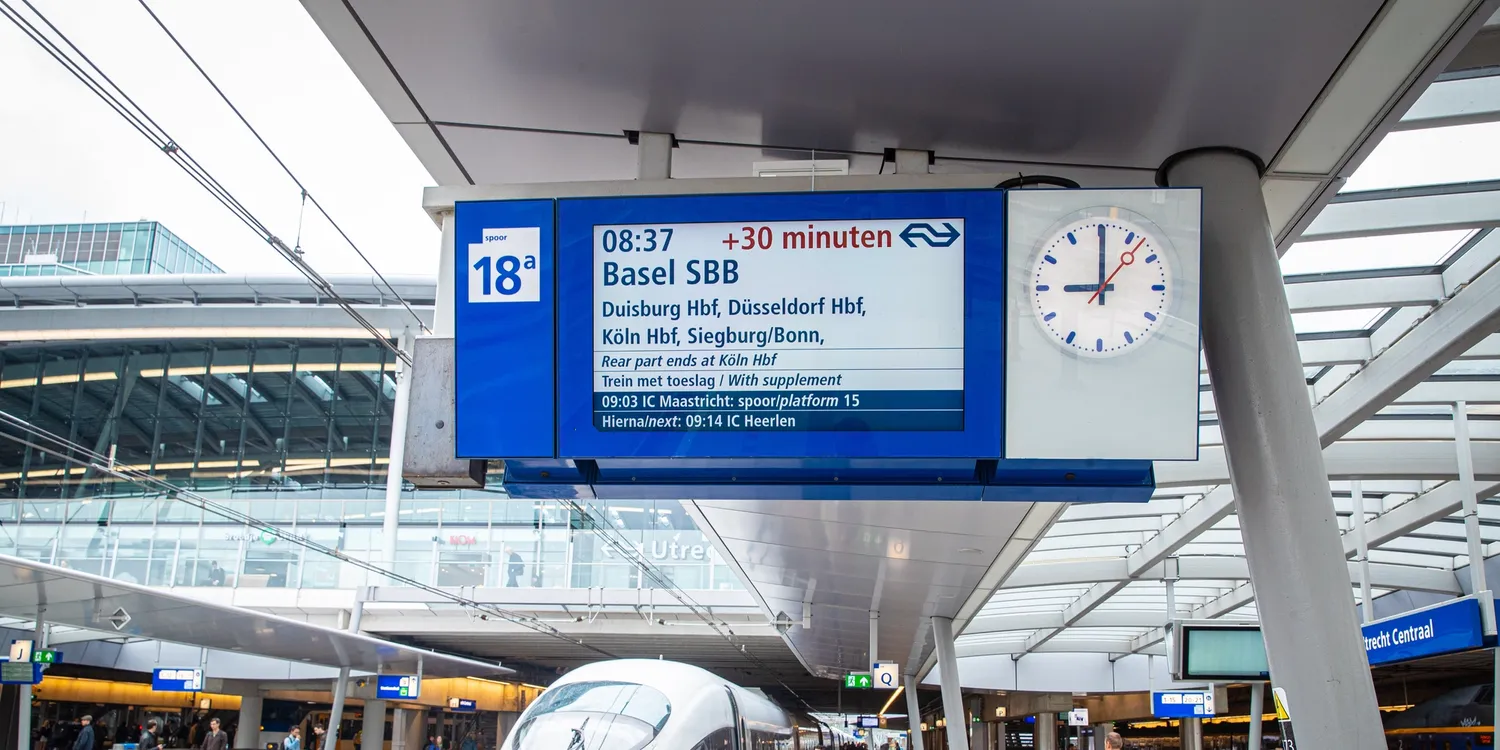 spoor
18a
08:37 +30 minuten
Basel SBB
Duisburg Hbf, Düsseldorf Hbf,
Köln Hbf, Siegburg/Bonn,
Rear part ends at Köln Hbf
Trein met toeslag / With supplement
09:03 IC Maastricht: spoor/platform 15
Hierna/next: 09:14 IC Heerlen
Utrec
trecht Centraal
J
Q